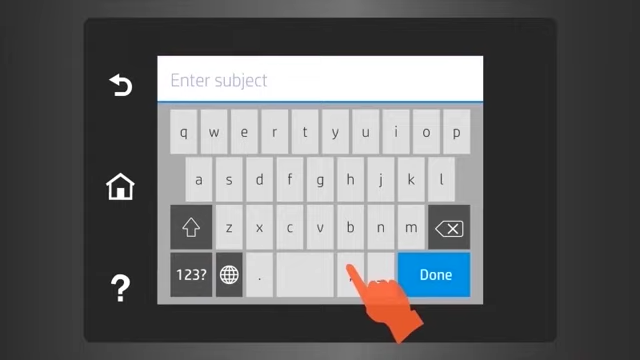 Enter subject
q w e r t y u i o p
a s d f g h j k l
z x c v b n m
123? . Done
?